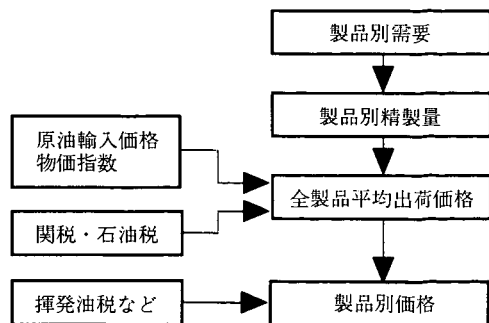 製品別需要
製品別精製量
原油輸入価格
物価指数
全製品平均出荷価格
関税・石油税
揮発油税など
製品別価格